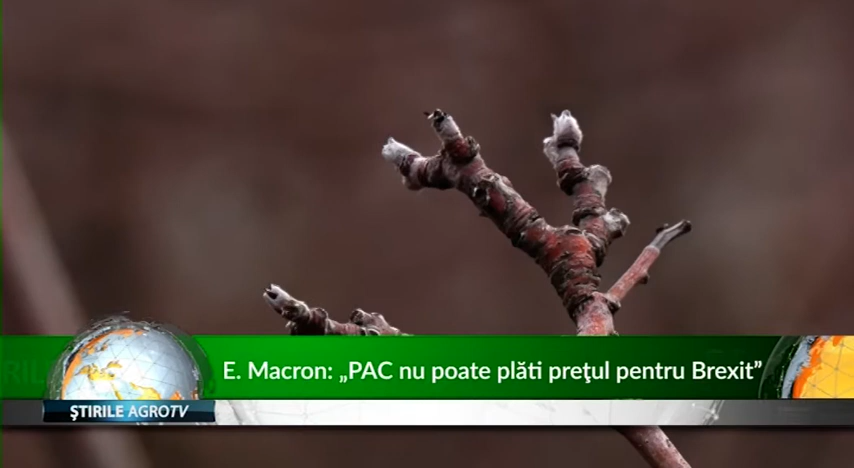 E. Macron: „PAC nu poate plăti preţul pentru Brexit”
ŞTIRILE AGROTV